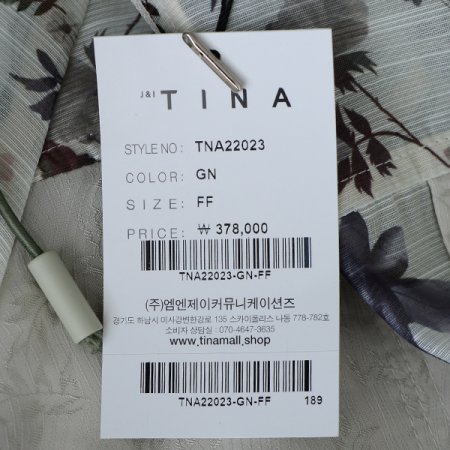 J&I TINA
STYLE NO : TNA22023
COLOR: GN
SIZE: FF
PRICE: ₩ 378,000
TNA22023-GN-FF
(주)엠엔제이커뮤니케이션즈
경기도 하남시 미사강변한강로 135 스카이폴리스 나동 778-782호
소비자 상담실 : 070-4647-3635
www.tinamall.shop
TNA22023-GN-FF 189